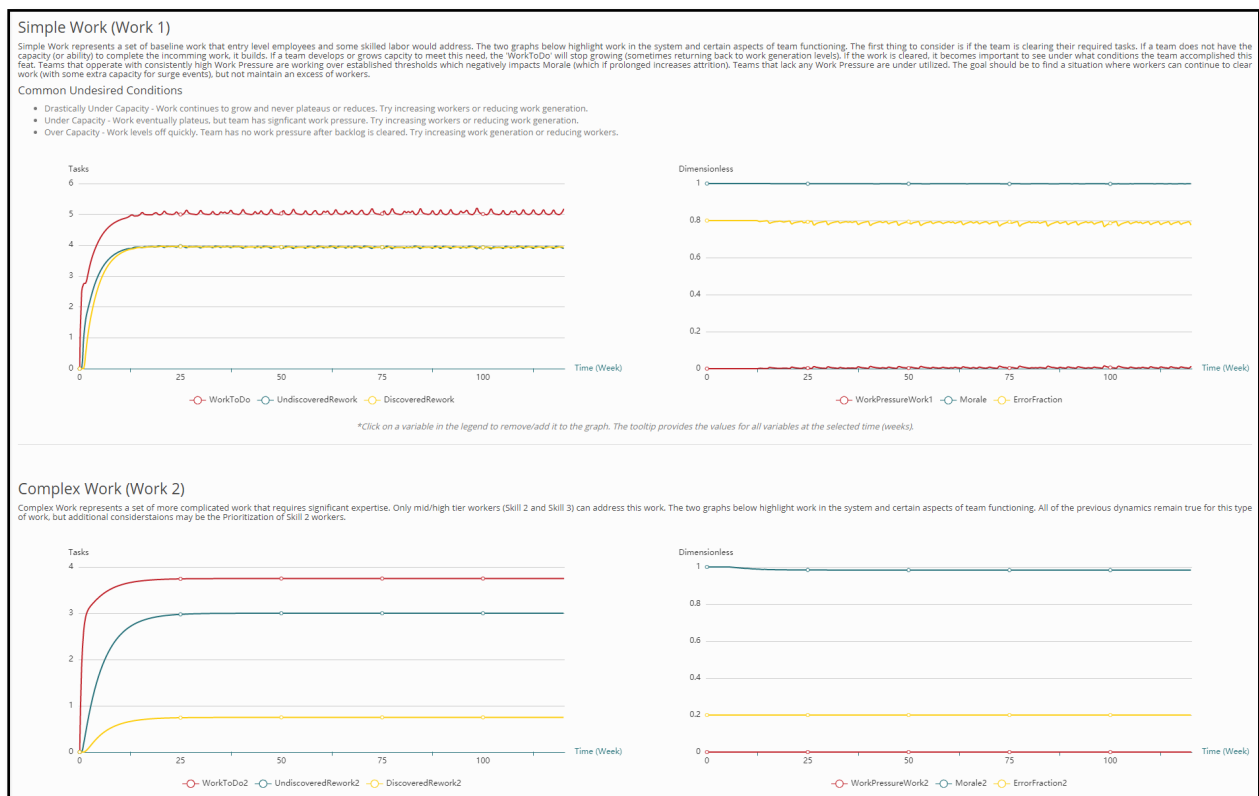 Simple Work (Work 1)
Simple Work represents a set of baseline work that entry level employees and some skilled labor would address. The two graphs below highlight work in the system and certain aspects of team functioning. The first thing to consider is if the team is clearing their required tasks. If a team does not have the
capacity (or ability) to complete the incomming work, it builds. If a team develops or grows capcity to meet this need, the 'WorkToDo' will stop growing (sometimes returning back to work generation levels). If the work is cleared, it becomes important to see under what conditions the team accomplished this
feat. Teams that opperate with consistently high Work Pressure are working over established thresholds which negatively impacts Morale (which if prolonged increases attrition). Teams that lack any Work Pressure are under utilized. The goal should be to find a situation where workers can continue to clear
work (with some extra capacity for surge events), but not maintain an excess of workers.
Common Undesired Conditions
Drastically Under Capacity - Work continues to grow and never plateaus or reduces. Try increasing workers or reducing work generation.
Under Capacity - Work eventually plateus, but team has signficant work pressure. Try increasing workers or reducing work generation.
Over Capacity - Work levels off quickly. Team has no work pressure after backlog is cleared. Try increasing work generation or reducing workers.
Tasks
6
5
4
3
2
1
0
0 25 50 75 100
Time (Week)
WorkToDo UndiscoveredRework DiscoveredRework
Dimensionless
1
0.8
0.6
0.4
0.2
0
0 25 50 75 100
Time (Week)
WorkPressureWork1 Morale ErrorFraction
*Click on a variable in the legend to remove/add it to the graph. The tooltip provides the values for all variables at the selected time (weeks).
Complex Work (Work 2)
Complex Work represents a set of more complicated work that requires significant expertise. Only mid/high tier workers (Skill 2 and Skill 3) can address this work. The two graphs below highlight work in the system and certain aspects of team functioning. All of the previous dynamics remain true for this type
of work, but additional considerstaions may be the Prioritization of Skill 2 workers.
Tasks
4
3
2
1
0
0 25 50 75 100
Time (Week)
WorkToDo2 UndiscoveredRework2 DiscoveredRework2
Dimensionless
1
0.8
0.6
0.4
0.2
0
0 25 50 75 100
Time (Week)
WorkPressureWork2 Morale2 ErrorFraction2